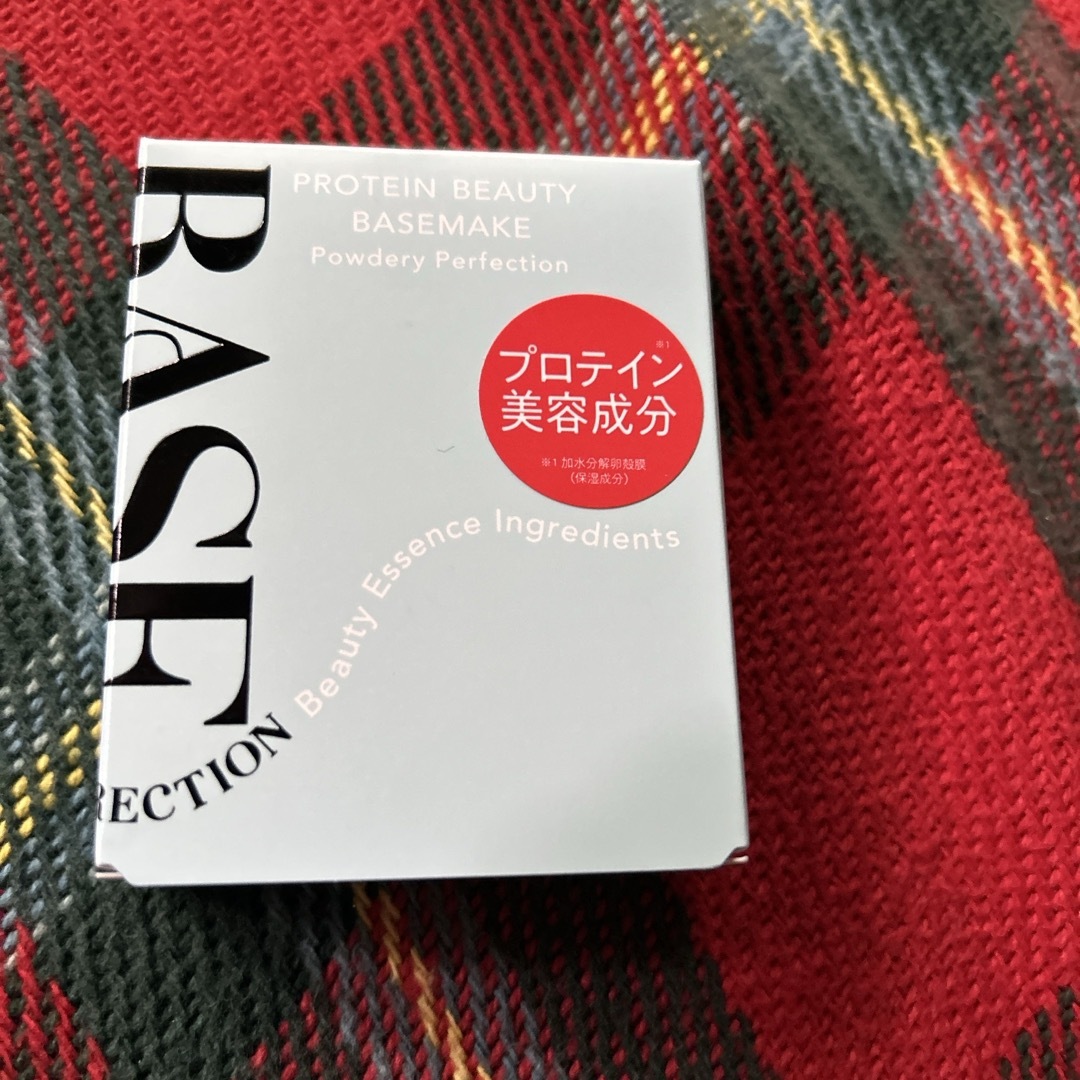 BASE
RECTION
PROTEIN BEAUTY
BASEMAKE
Powdery Perfection
※1
プロテイン
美容成分
※1 加水分解卵殻膜
(保湿成分)
Beauty Essence Ingredients